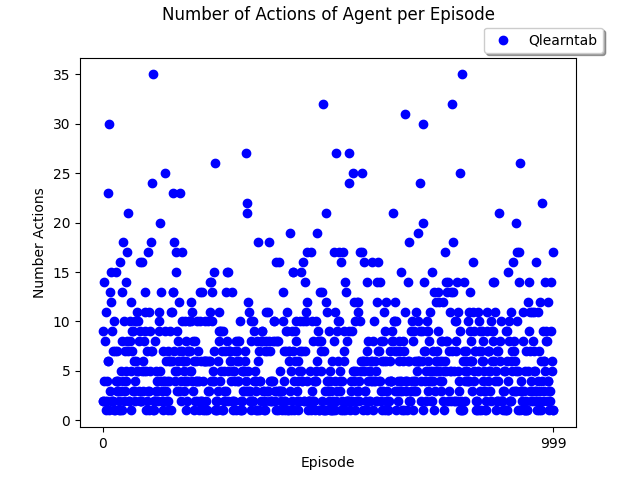 Number of Actions of Agent per Episode
Qlearntab
35
30
25
20
15
10
5
0
Number Actions
0 999
Episode